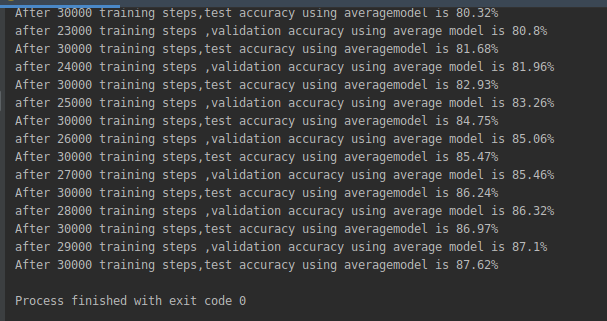 After 30000 training steps,test accuracy using averagemodel is 80.32%
after 23000 training steps ,validation accuracy using average model is 80.8%
After 30000 training steps,test accuracy using averagemodel is 81.68%
after 24000 training steps ,validation accuracy using average model is 81.96%
After 30000 training steps,test accuracy using averagemodel is 82.93%
after 25000 training steps ,validation accuracy using average model is 83.26%
After 30000 training steps,test accuracy using averagemodel is 84.75%
after 26000 training steps ,validation accuracy using average model is 85.06%
After 30000 training steps,test accuracy using averagemodel is 85.47%
after 27000 training steps ,validation accuracy using average model is 85.46%
After 30000 training steps,test accuracy using averagemodel is 86.24%
after 28000 training steps ,validation accuracy using average model is 86.32%
After 30000 training steps,test accuracy using averagemodel is 86.97%
after 29000 training steps ,validation accuracy using average model is 87.1%
After 30000 training steps,test accuracy using averagemodel is 87.62%
Process finished with exit code 0